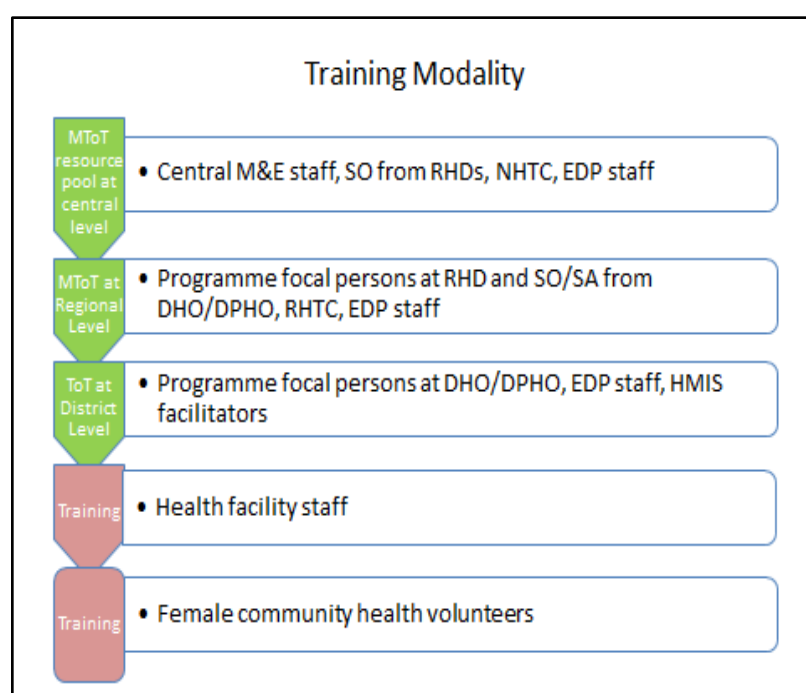 Training Modality
MToT
resource
pool at
central
level
• Central M&E staff, SO from RHDs, NHTC, EDP staff
MToT at
Regional
Level
• Programme focal persons at RHD and SO/SA from
DHO/DPHO, RHTC, EDP staff
ToT at
District
Level
• Programme focal persons at DHO/DPHO, EDP staff, HMIS
facilitators
Training
• Health facility staff
Training
• Female community health volunteers